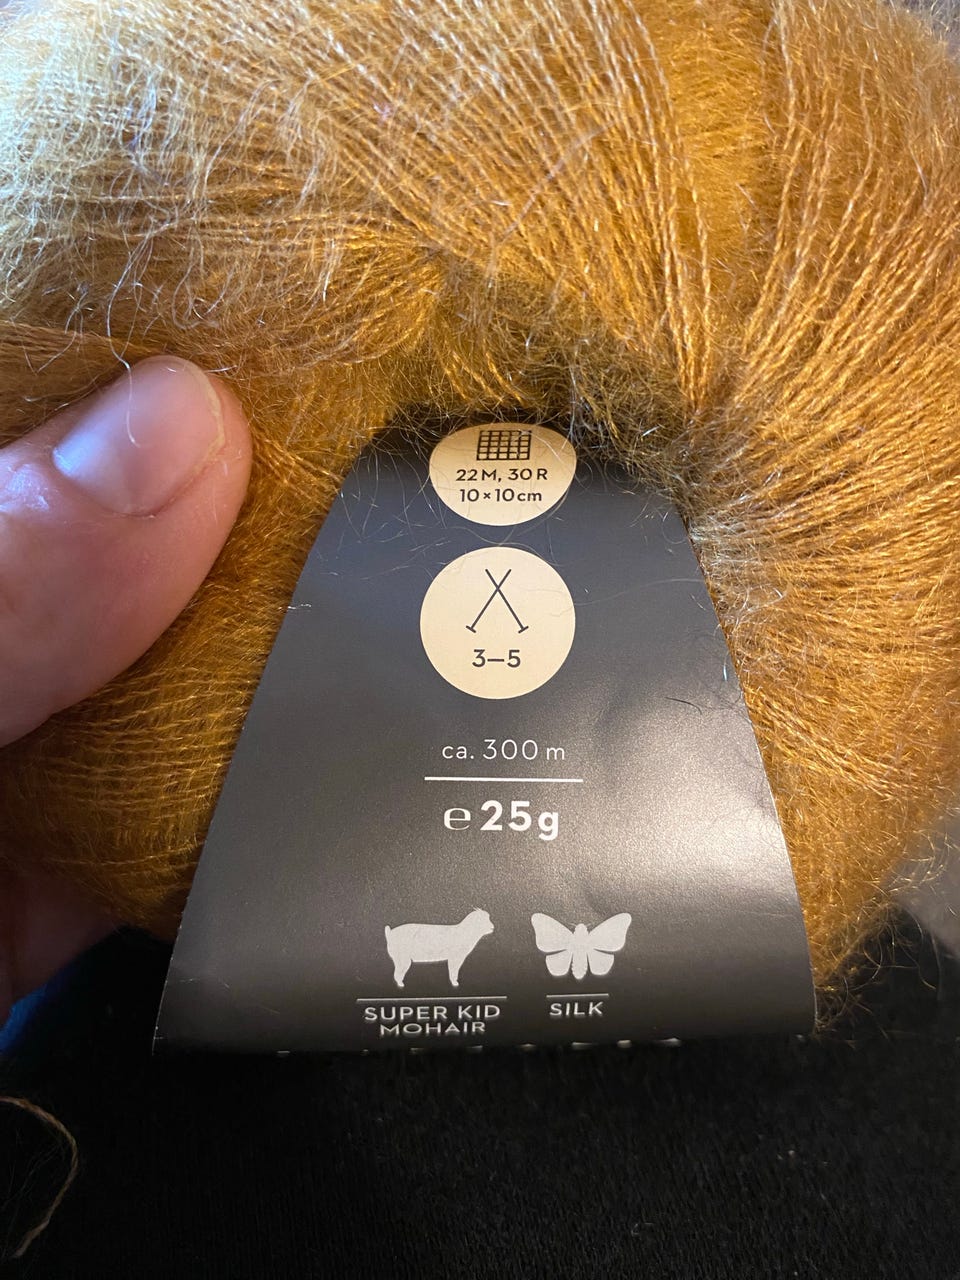 22 M, 30 R
10 × 10 cm
3–5
ca. 300 m
℮ 25g
SUPER KID
MOHAIR
SILK